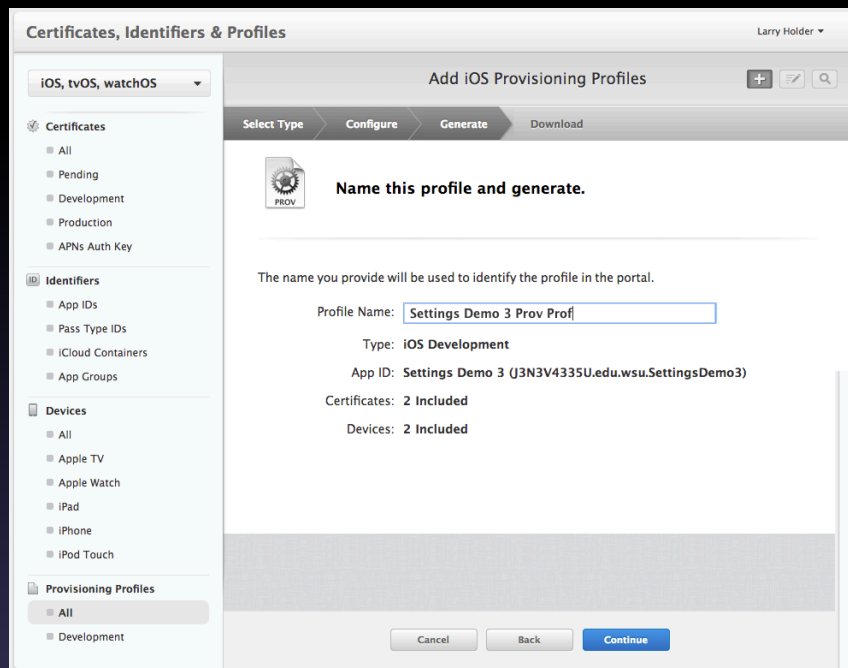 Certificates, Identifiers & Profiles
Larry Holder
iOS, tvOS, watchOS
Certificates
All
Pending
Development
Production
APNs Auth Key
ID Identifiers
App IDs
Pass Type IDs
iCloud Containers
App Groups
Devices
All
Apple TV
Apple Watch
iPad
iPhone
iPod Touch
Provisioning Profiles
All
Development
Add iOS Provisioning Profiles
Select Type
Configure
Generate
Download
PROV
Name this profile and generate.
The name you provide will be used to identify the profile in the portal.
Profile Name: Settings Demo 3 Prov Prof
Type: iOS Development
App ID: Settings Demo 3 (J3N3V4335U.edu.wsu.SettingsDemo3)
Certificates: 2 Included
Devices: 2 Included
Cancel
Back
Continue